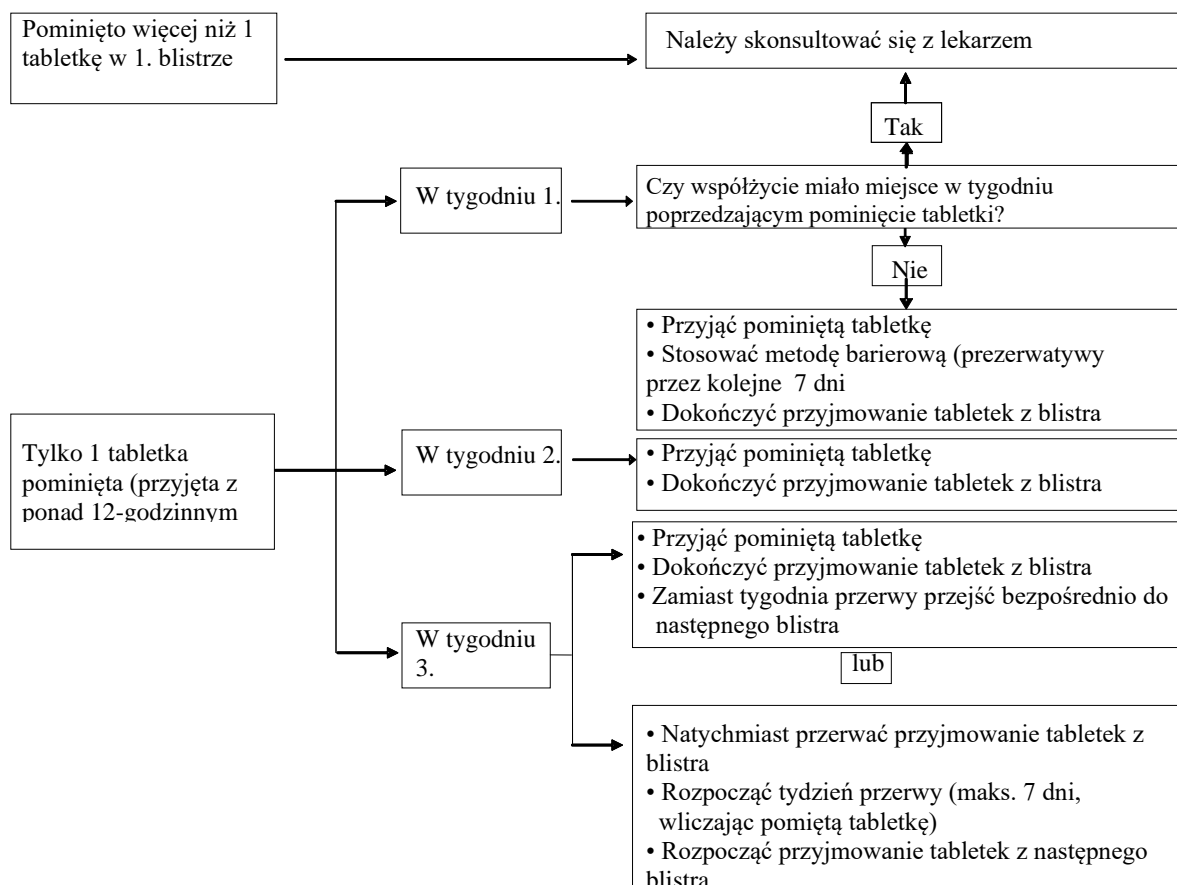 Pominięto więcej niż 1
tabletkę w 1. blistrze
Należy skonsultować się z lekarzem
Tak
W tygodniu 1.
Czy współżycie miało miejsce w tygodniu
poprzedzającym pominięcie tabletki?
Nie
• Przyjąć pominiętą tabletkę
• Stosować metodę barierową (prezerwatywy
przez kolejne 7 dni
• Dokończyć przyjmowanie tabletek z blistra
Tylko 1 tabletka
pominięta (przyjęta z
ponad 12-godzinnym
W tygodniu 2.
• Przyjąć pominiętą tabletkę
• Dokończyć przyjmowanie tabletek z blistra
W tygodniu
3.
• Przyjąć pominiętą tabletkę
• Dokończyć przyjmowanie tabletek z blistra
• Zamiast tygodnia przerwy przejść bezpośrednio do
następnego blistra
lub
• Natychmiast przerwać przyjmowanie tabletek z
blistra
• Rozpocząć tydzień przerwy (maks. 7 dni,
wliczając pomiętą tabletkę)
• Rozpocząć przyjmowanie tabletek z następnego
blistra